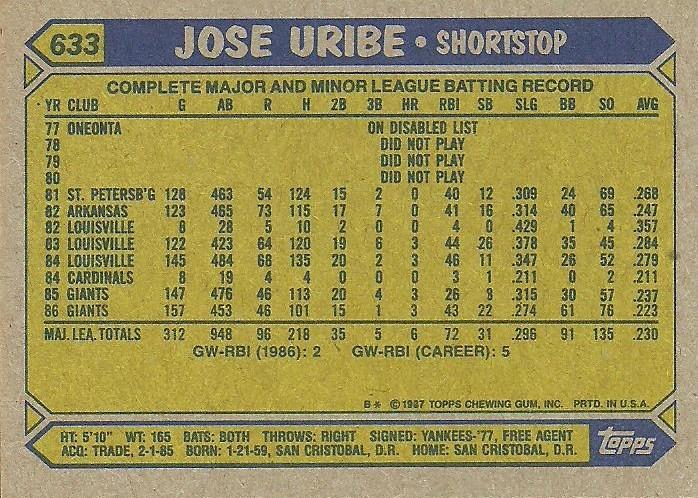 633 JOSE URIBE • SHORTSTOP
COMPLETE MAJOR AND MINOR LEAGUE BATTING RECORD
YR CLUB G AB R H 2B 3B HR RBI SB SLG BB SO AVG
77 ONEONTA ON DISABLED LIST
78 DID NOT PLAY
79 DID NOT PLAY
80 DID NOT PLAY
81 ST. PETERSB'G 128 463 54 124 15 2 0 40 12 .309 24 69 .268
82 ARKANSAS 123 465 73 115 17 7 0 41 16 .314 40 65 .247
82 LOUISVILLE 8 28 5 10 2 0 0 4 0 .429 1 4 .357
83 LOUISVILLE 122 423 64 120 19 6 3 44 26 .378 35 45 .284
84 LOUISVILLE 145 484 68 135 20 2 3 46 11 .347 26 52 .279
84 CARDINALS 8 19 4 4 0 0 0 3 1 .211 0 2 .211
85 GIANTS 147 476 46 113 20 4 3 26 8 .315 30 57 .237
86 GIANTS 157 453 46 101 15 1 3 43 22 .274 61 76 .223
MAJ. LEA. TOTALS 312 948 96 218 35 5 6 72 31 .296 91 135 .230
GW-RBI (1986): 2 GW-RBI (CAREER): 5
B* © 1987 TOPPS CHEWING GUM, INC. PRTD. IN U.S.A.
HT: 5'10" WT: 165 BATS: BOTH THROWS: RIGHT SIGNED: YANKEES-'77, FREE AGENT
ACQ: TRADE, 2-1-85 BORN: 1-21-59, SAN CRISTOBAL, D.R. HOME: SAN CRISTOBAL, D.R.
topps